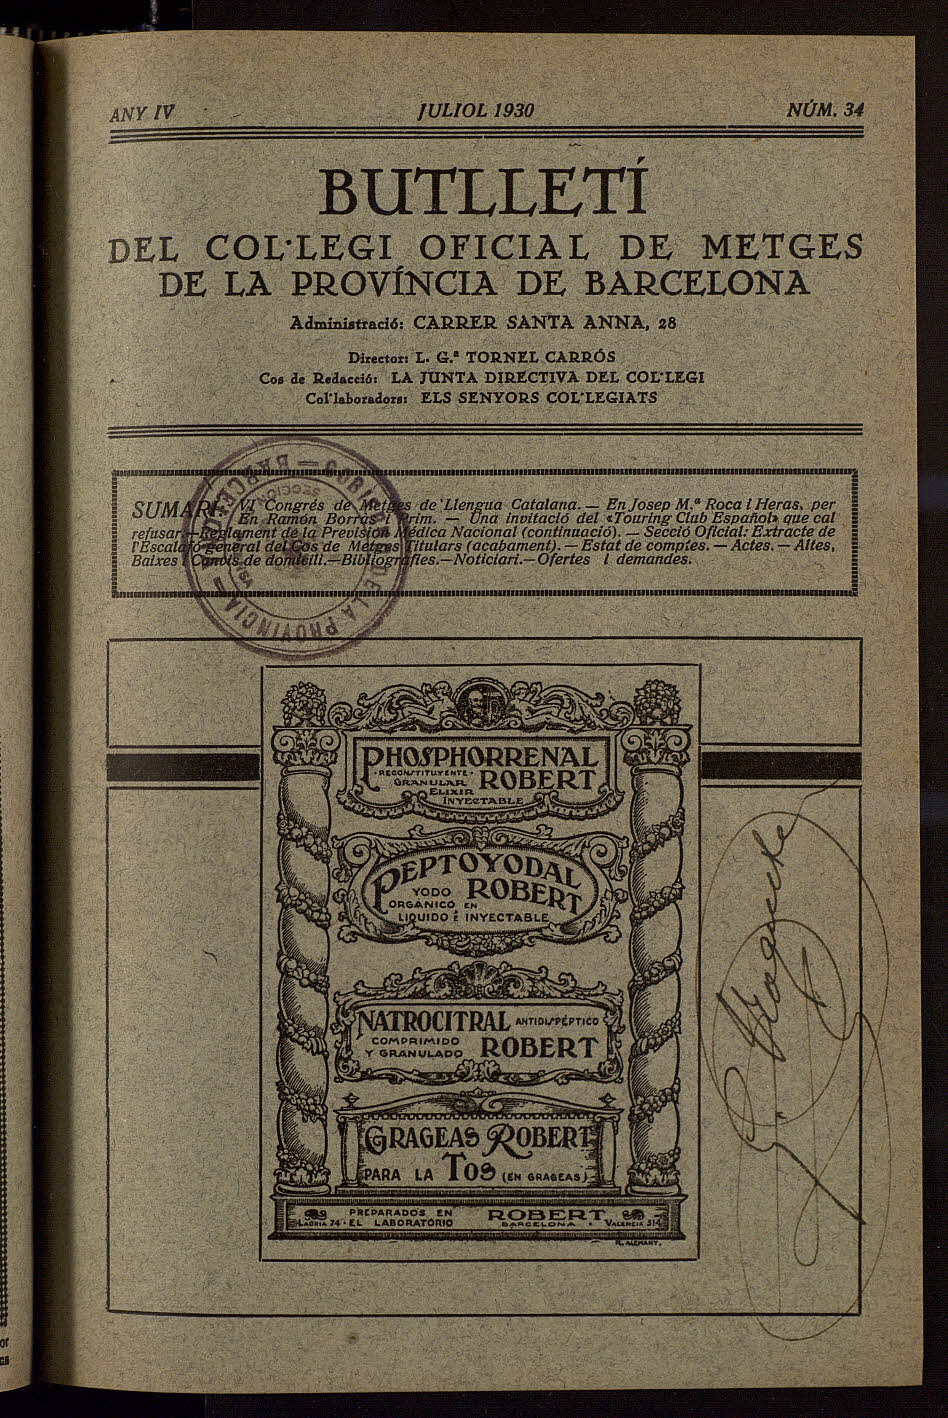 ANY IV JULIOL 1930 NÚM. 34
BUTLLETÍ
DEL COL·LEGI OFICIAL DE METGES
DE LA PROVÍNCIA DE BARCELONA
Administració: CARRER SANTA ANNA, 28
Director: L. G.ª TORNEL CARRÓS
Cos de Redacció: LA JUNTA DIRECTIVA DEL COL·LEGI
Col·laboradors: ELS SENYORS COL·LEGIATS
SUMARI: VI Congrés de Metges de Llengua Catalana. — En Josep M.ª Roca i Heras, per
En Ramón Borràs i Prim. — Una invitació del «Touring Club Español» que cal
refusar.—Reglament de la Previsión Médica Nacional (continuació). — Secció Oficial: Extracte de
l'Escalafó general del Cos de Metges Titulars (acabament). — Estat de comptes. — Actes. — Altes,
Baixes i Canvis de domicili.—Bibliografies.—Noticiari.—Ofertes i demandes.
PHOSPHORRENAL
RECONSTITUYENTE ROBERT
GRANULAR
ELIXIR
INYECTABLE
PEPTOYODAL
YODO ROBERT
ORGÁNICO EN
LIQUIDO É INYECTABLE
NATROCITRAL ANTIDISPÉPTICO
COMPRIMIDO
Y GRANULADO ROBERT
GRAGEAS ROBERT
PARA LA TOS (EN GRAGEAS)
PREPARADOS EN ROBERT
LAURIA 74 · EL LABORATORIO BARCELONA · VALENCIA 314
R. ALEMANY.